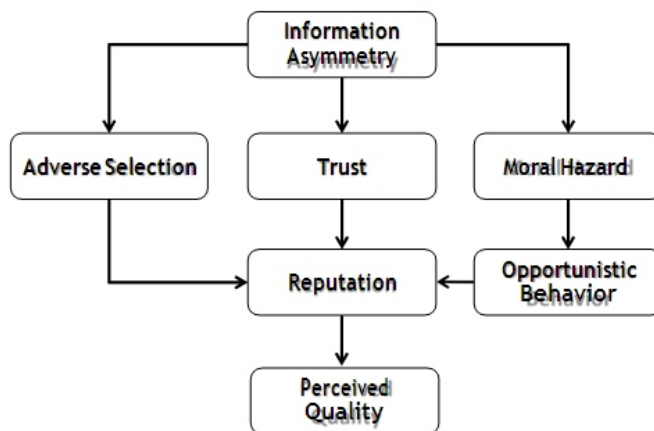 Information
Asymmetry
Adverse Selection
Trust
Moral Hazard
Reputation
Opportunistic
Behavior
Perceived
Quality